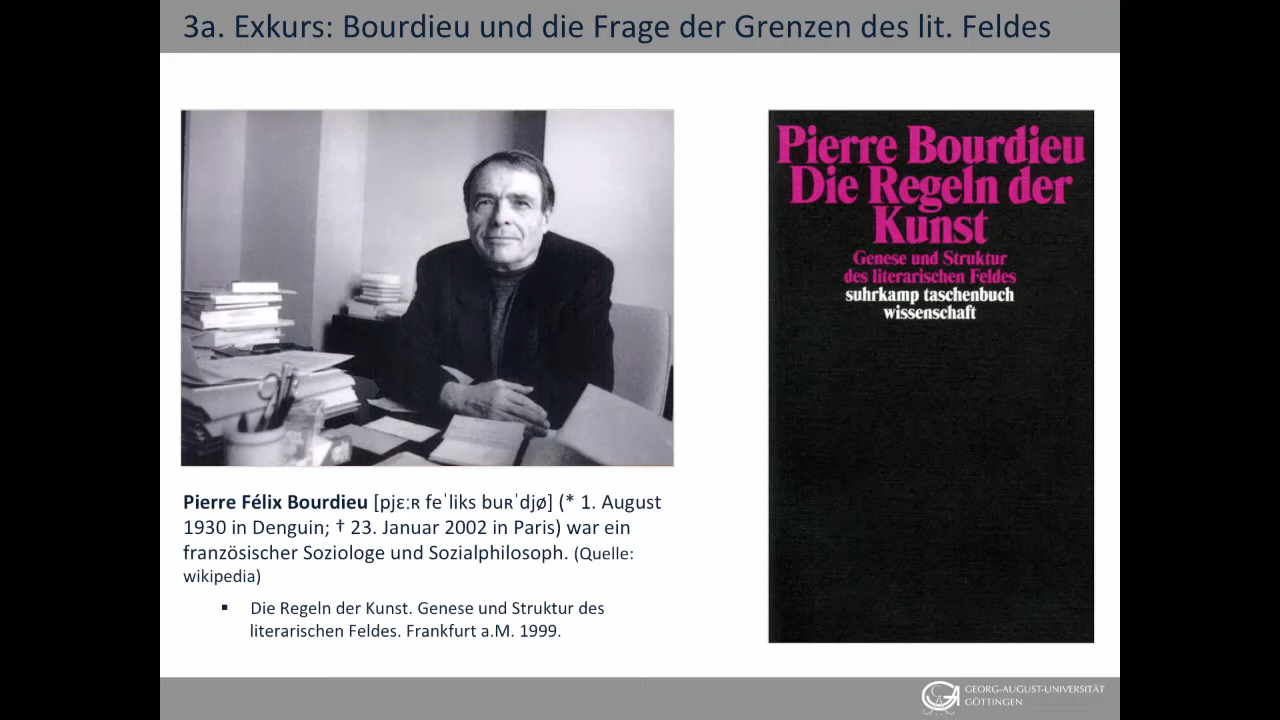 3a. Exkurs: Bourdieu und die Frage der Grenzen des lit. Feldes
Pierre Bourdieu
Die Regeln der
Kunst
Genese und Struktur
des literarischen Feldes
suhrkamp taschenbuch
wissenschaft
Pierre Félix Bourdieu [pjɛːʀ feˈliks buʀˈdjø] (* 1. August
1930 in Denguin; † 23. Januar 2002 in Paris) war ein
französischer Soziologe und Sozialphilosoph. (Quelle:
wikipedia)
▪ Die Regeln der Kunst. Genese und Struktur des
literarischen Feldes. Frankfurt a.M. 1999.
GEORG-AUGUST-UNIVERSITÄT
GÖTTINGEN